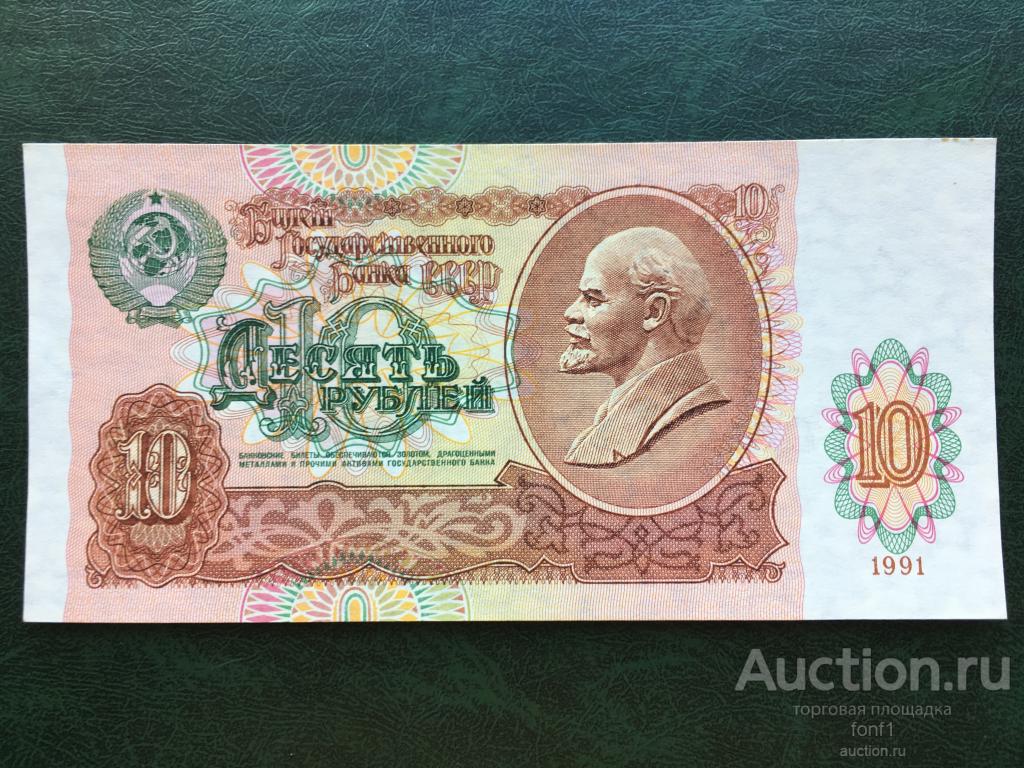 Билет
Государственного
Банка СССР
10
10
Десять
рублей
БАНКОВСКИЕ БИЛЕТЫ ОБЕСПЕЧИВАЮТСЯ ЗОЛОТОМ, ДРАГОЦЕННЫМИ
МЕТАЛЛАМИ И ПРОЧИМИ АКТИВАМИ ГОСУДАРСТВЕННОГО БАНКА
10
10
1991
Auction.ru
торговая площадка
fonf1
auction.ru